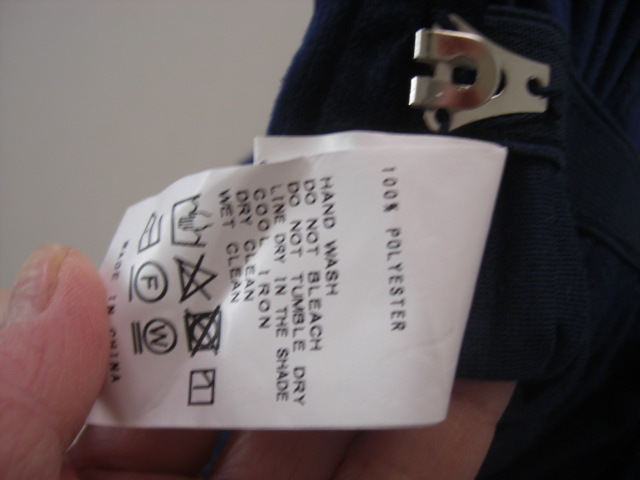 100% POLYESTER
HAND WASH
DO NOT BLEACH
DO NOT TUMBLE DRY
LINE DRY IN THE SHADE
COOL IRON
DRY CLEAN
WET CLEAN
F
W
MADE IN CHINA